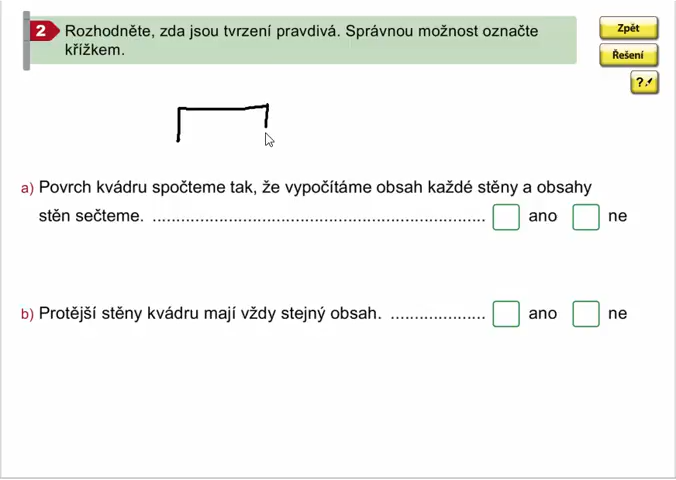 2 Rozhodněte, zda jsou tvrzení pravdivá. Správnou možnost označte
křížkem.
Zpět
Řešení
?
a) Povrch kvádru spočteme tak, že vypočítáme obsah každé stěny a obsahy
stěn sečteme. ...................................................................... ano ne
b) Protější stěny kvádru mají vždy stejný obsah. .................... ano ne